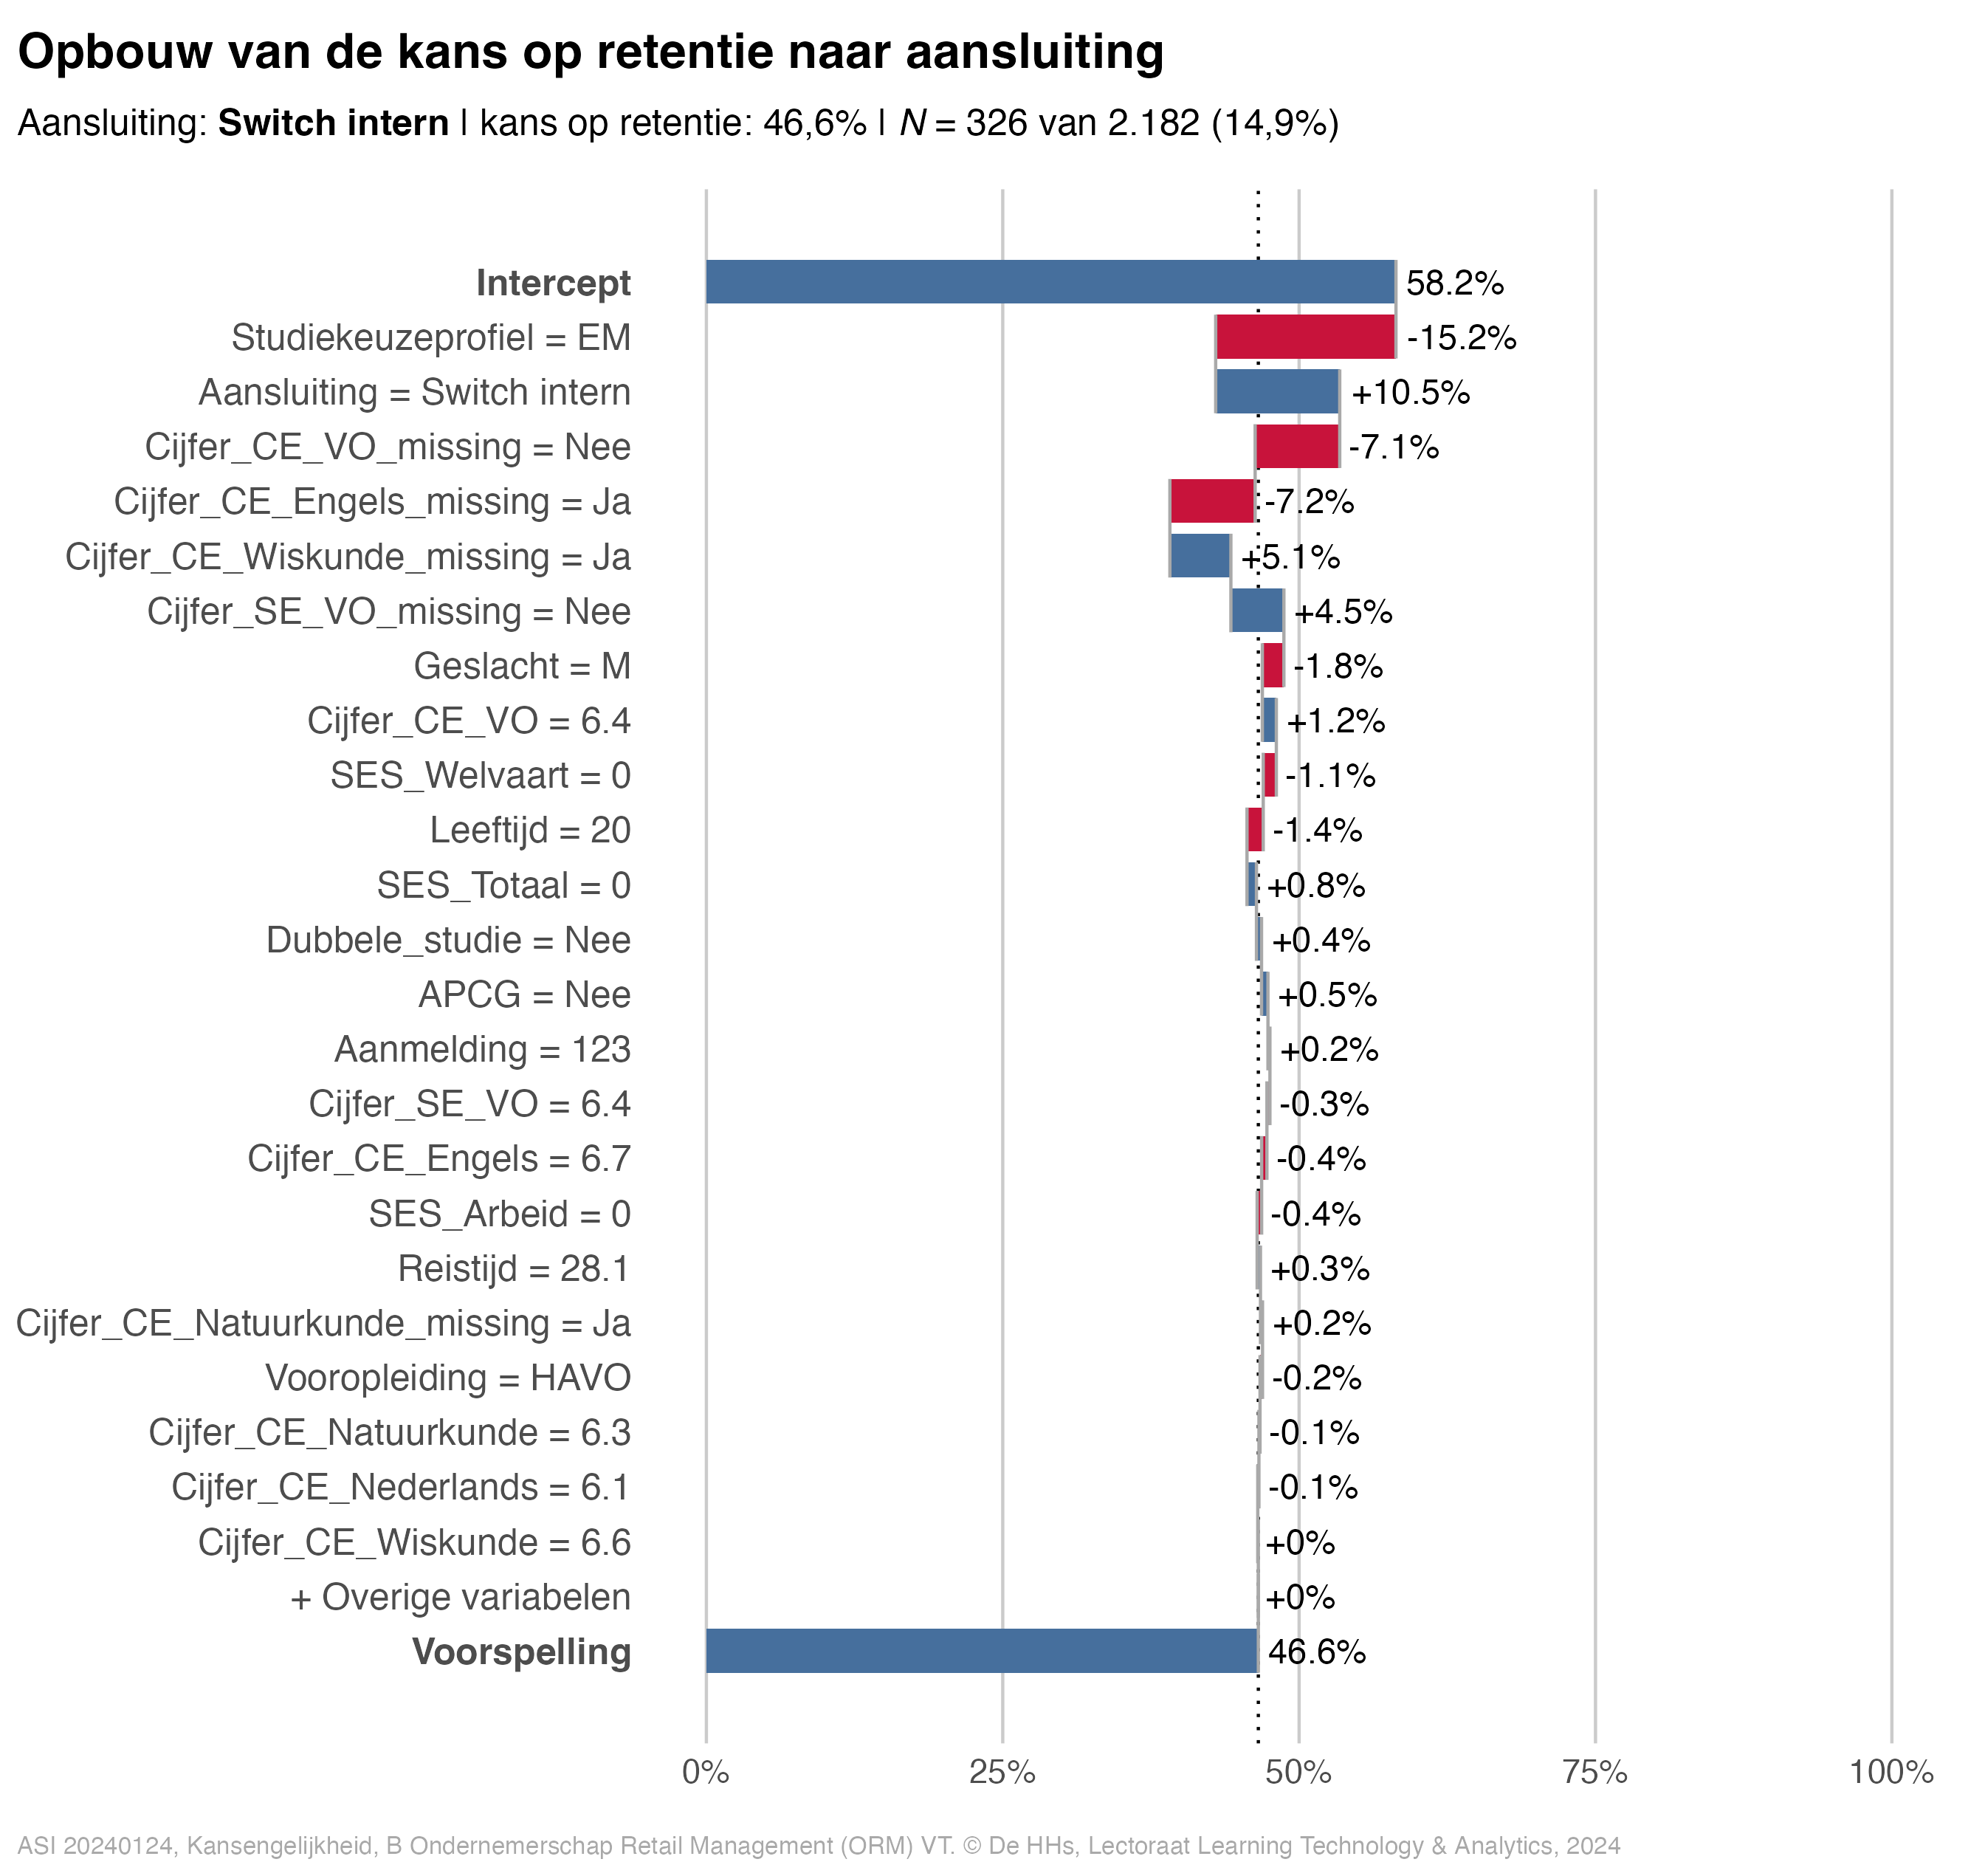 Opbouw van de kans op retentie naar aansluiting
Aansluiting: Switch intern | kans op retentie: 46,6% | N = 326 van 2.182 (14,9%)
Intercept 58.2%
Studiekeuzeprofiel = EM -15.2%
Aansluiting = Switch intern +10.5%
Cijfer_CE_VO_missing = Nee -7.1%
Cijfer_CE_Engels_missing = Ja -7.2%
Cijfer_CE_Wiskunde_missing = Ja +5.1%
Cijfer_SE_VO_missing = Nee +4.5%
Geslacht = M -1.8%
Cijfer_CE_VO = 6.4 +1.2%
SES_Welvaart = 0 -1.1%
Leeftijd = 20 -1.4%
SES_Totaal = 0 +0.8%
Dubbele_studie = Nee +0.4%
APCG = Nee +0.5%
Aanmelding = 123 +0.2%
Cijfer_SE_VO = 6.4 -0.3%
Cijfer_CE_Engels = 6.7 -0.4%
SES_Arbeid = 0 -0.4%
Reistijd = 28.1 +0.3%
Cijfer_CE_Natuurkunde_missing = Ja +0.2%
Vooropleiding = HAVO -0.2%
Cijfer_CE_Natuurkunde = 6.3 -0.1%
Cijfer_CE_Nederlands = 6.1 -0.1%
Cijfer_CE_Wiskunde = 6.6 +0%
+ Overige variabelen +0%
Voorspelling 46.6%
0% 25% 50% 75% 100%
ASI 20240124, Kansengelijkheid, B Ondernemerschap Retail Management (ORM) VT. © De HHs, Lectoraat Learning Technology & Analytics, 2024